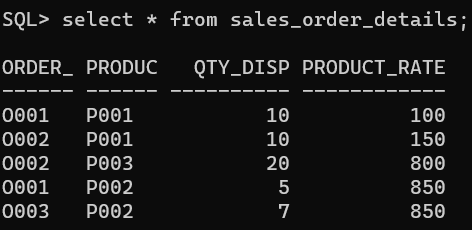 SQL> select * from sales_order_details;
ORDER_ PRODUC   QTY_DISP PRODUCT_RATE
------ ------ ---------- ------------
O001   P001           10          100
O002   P001           10          150
O002   P003           20          800
O001   P002            5          850
O003   P002            7          850